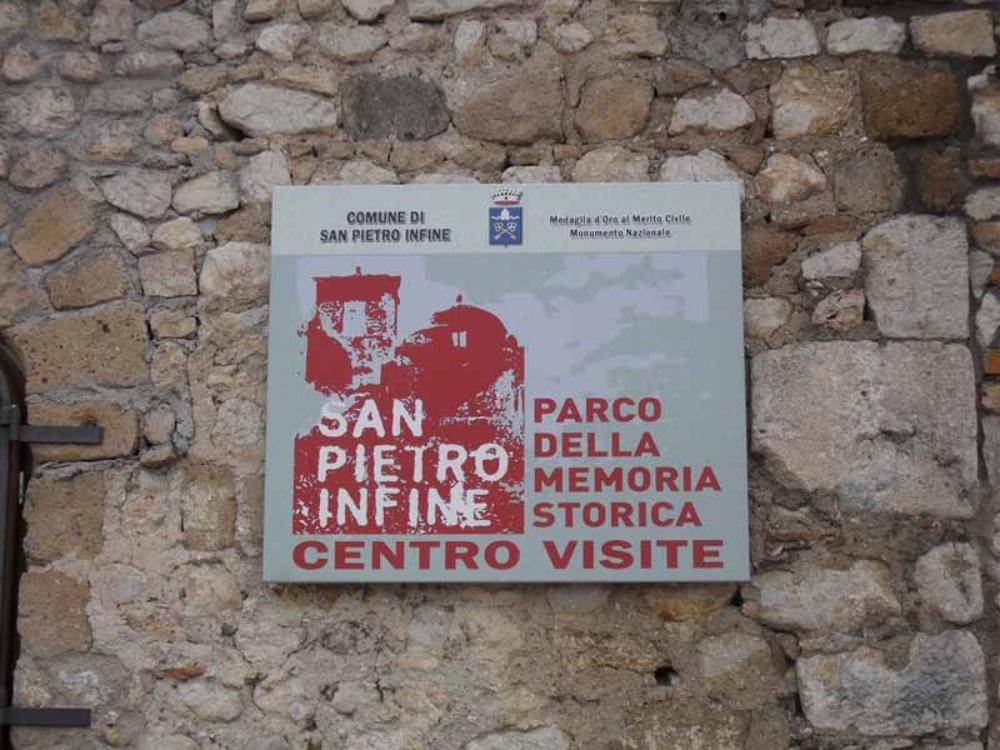 COMUNE DI
SAN PIETRO INFINE
Medaglia d'Oro al Merito Civile
Monumento Nazionale
SAN
PIETRO
INFINE
PARCO
DELLA
MEMORIA
STORICA
CENTRO VISITE